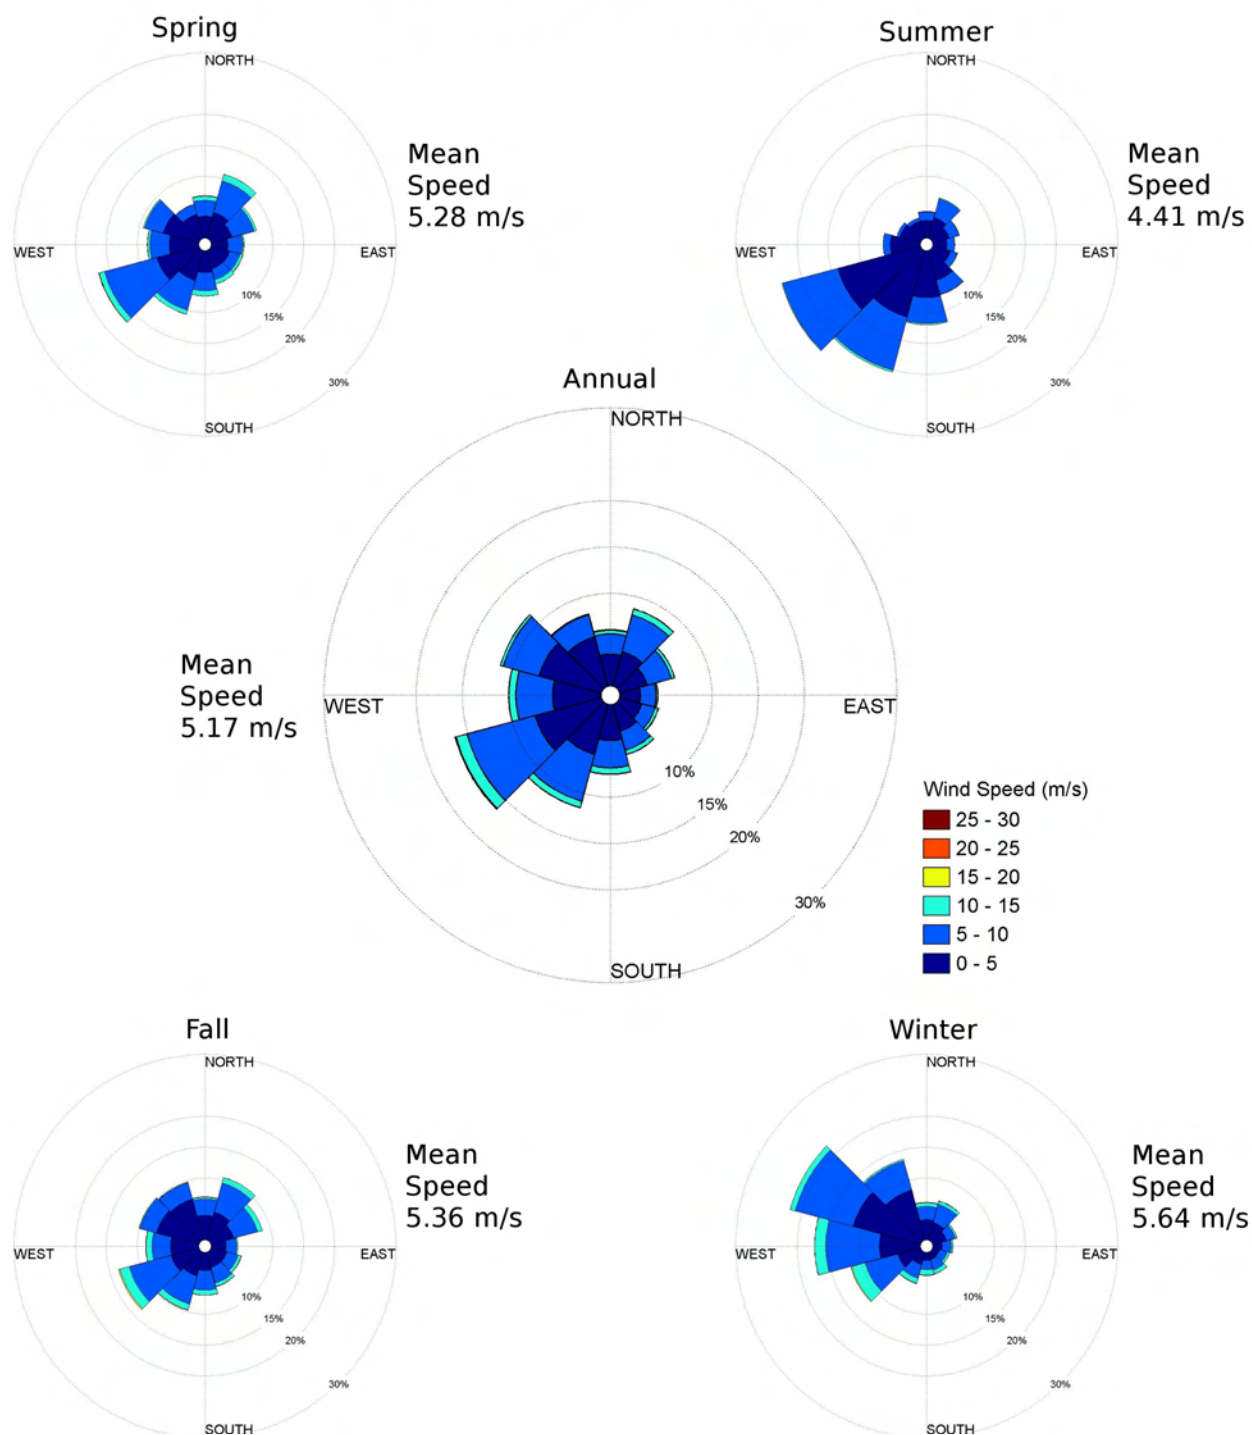 Spring
NORTH
Mean
Speed
5.28 m/s
WEST
EAST
10%
15%
20%
30%
SOUTH
Summer
NORTH
Mean
Speed
4.41 m/s
WEST
EAST
10%
15%
20%
30%
SOUTH
Annual
NORTH
Mean
Speed
5.17 m/s
WEST
EAST
10%
15%
20%
30%
SOUTH
Wind Speed (m/s)
25 - 30
20 - 25
15 - 20
10 - 15
5 - 10
0 - 5
Fall
NORTH
Mean
Speed
5.36 m/s
WEST
EAST
10%
15%
20%
30%
SOUTH
Winter
NORTH
Mean
Speed
5.64 m/s
WEST
EAST
10%
15%
20%
30%
SOUTH